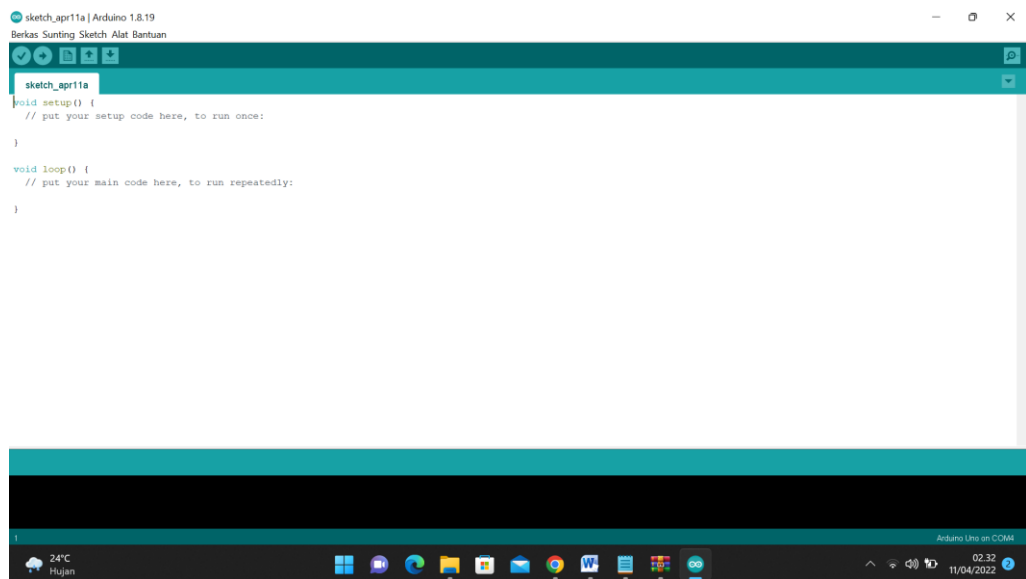 sketch_apr11a | Arduino 1.8.19
Berkas Sunting Sketch Alat Bantuan
sketch_apr11a
void setup() {
// put your setup code here, to run once:
}
void loop() {
// put your main code here, to run repeatedly:
}
1
Arduino Uno on COM4
24°C
Hujan
W
02.32
11/04/2022
2